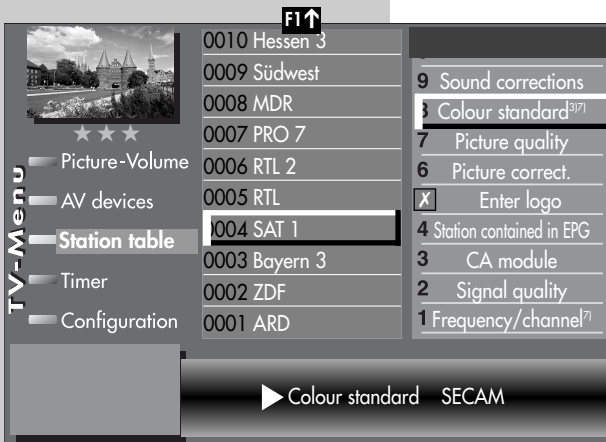 F1↑
TV-Menu
Picture-Volume
AV devices
Station table
Timer
Configuration
0010 Hessen 3
0009 Südwest
0008 MDR
0007 PRO 7
0006 RTL 2
0005 RTL
0004 SAT 1
0003 Bayern 3
0002 ZDF
0001 ARD
9 Sound corrections
8 Colour standard3)7)
7 Picture quality
6 Picture correct.
✗ Enter logo
4 Station contained in EPG
3 CA module
2 Signal quality
1 Frequency/channel7)
Colour standard SECAM